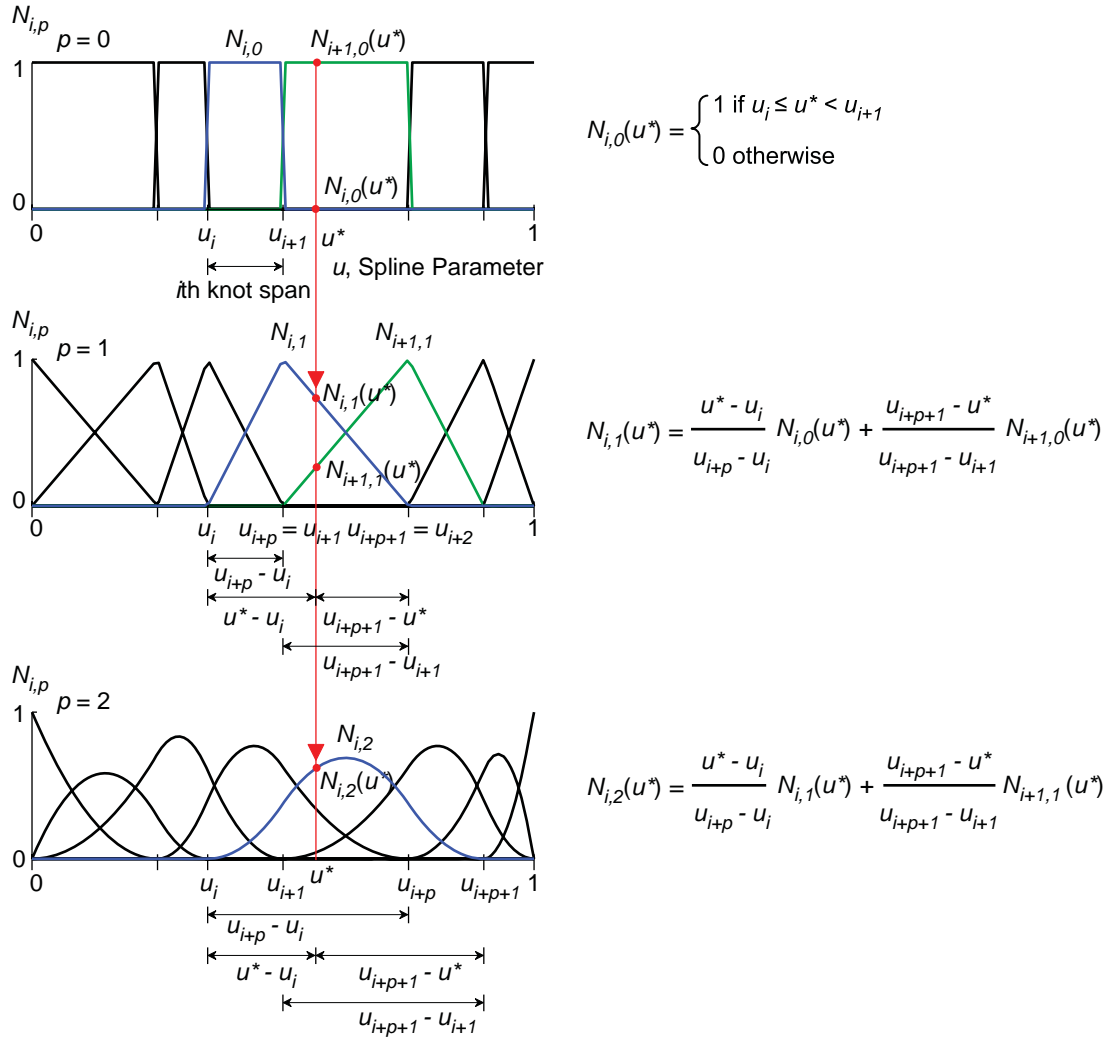 N_{i,p}
p = 0
N_{i,0} N_{i+1,0}(u*)
1
N_{i,0}(u*)
0
0 u_i u_{i+1} u* 1
u, Spline Parameter
ith knot span
N_{i,0}(u*) = { 1 if u_i ≤ u* < u_{i+1}
0 otherwise
N_{i,p}
p = 1
N_{i,1} N_{i+1,1}
1
N_{i,1}(u*)
N_{i+1,1}(u*)
0
0 u_i u_{i+p} = u_{i+1} u_{i+p+1} = u_{i+2} 1
u_{i+p} - u_i
u* - u_i u_{i+p+1} - u*
u_{i+p+1} - u_{i+1}
N_{i,1}(u*) = \frac{u* - u_i}{u_{i+p} - u_i} N_{i,0}(u*) + \frac{u_{i+p+1} - u*}{u_{i+p+1} - u_{i+1}} N_{i+1,0}(u*)
N_{i,p}
p = 2
1
N_{i,2}
N_{i,2}(u*)
0
0 u_i u_{i+1} u* u_{i+p} u_{i+p+1} 1
u_{i+p} - u_i
u* - u_i u_{i+p+1} - u*
u_{i+p+1} - u_{i+1}
N_{i,2}(u*) = \frac{u* - u_i}{u_{i+p} - u_i} N_{i,1}(u*) + \frac{u_{i+p+1} - u*}{u_{i+p+1} - u_{i+1}} N_{i+1,1}(u*)